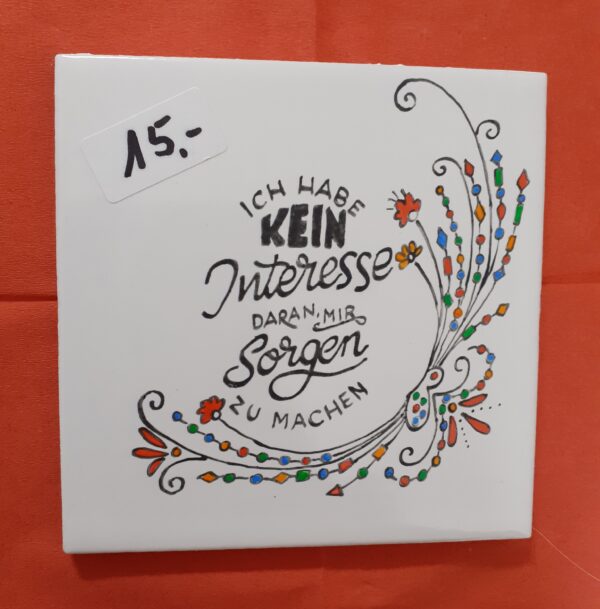 15.-
ICH HABE
KEIN
Interesse
DARAN, MIR
Sorgen
ZU MACHEN